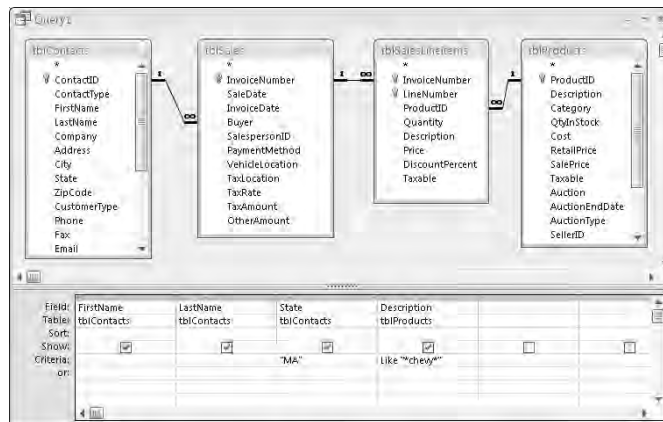 Query1
tblContacts
*
ContactID
ContactType
FirstName
LastName
Company
Address
City
State
ZipCode
CustomerType
Phone
Fax
Email
1
∞
tblSales
*
InvoiceNumber
SaleDate
InvoiceDate
Buyer
SalespersonID
PaymentMethod
VehicleLocation
TaxLocation
TaxRate
TaxAmount
OtherAmount
1
∞
tblSalesLineItems
*
InvoiceNumber
LineNumber
ProductID
Quantity
Description
Price
DiscountPercent
Taxable
∞
1
tblProducts
*
ProductID
Description
Category
QtyInStock
Cost
RetailPrice
SalePrice
Taxable
Auction
AuctionEndDate
AuctionType
SellerID
Field: FirstName LastName State Description
Table: tblContacts tblContacts tblContacts tblProducts
Sort:
Show:
Criteria: "MA" Like "*chevy*"
or: